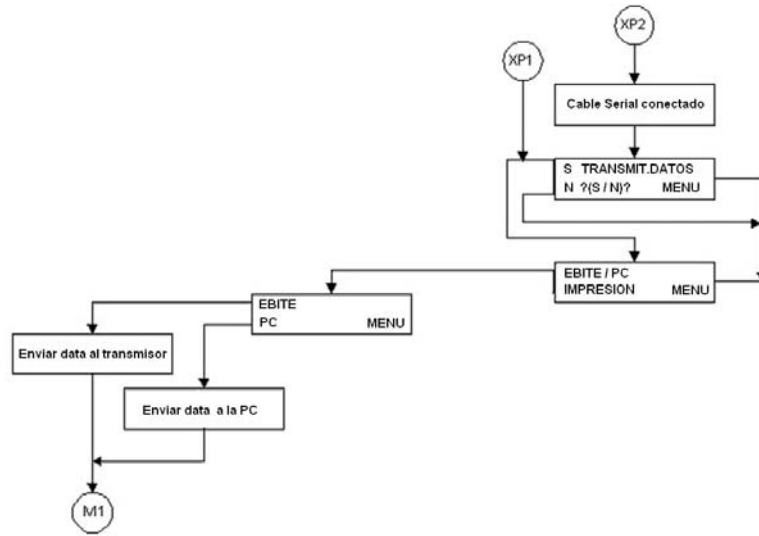 XP2
XP1
Cable Serial conectado
S TRANSMIT.DATOS
N ?(S / N)? MENU
EBITE / PC
IMPRESION MENU
EBITE
PC MENU
Enviar data al transmisor
Enviar data a la PC
M1